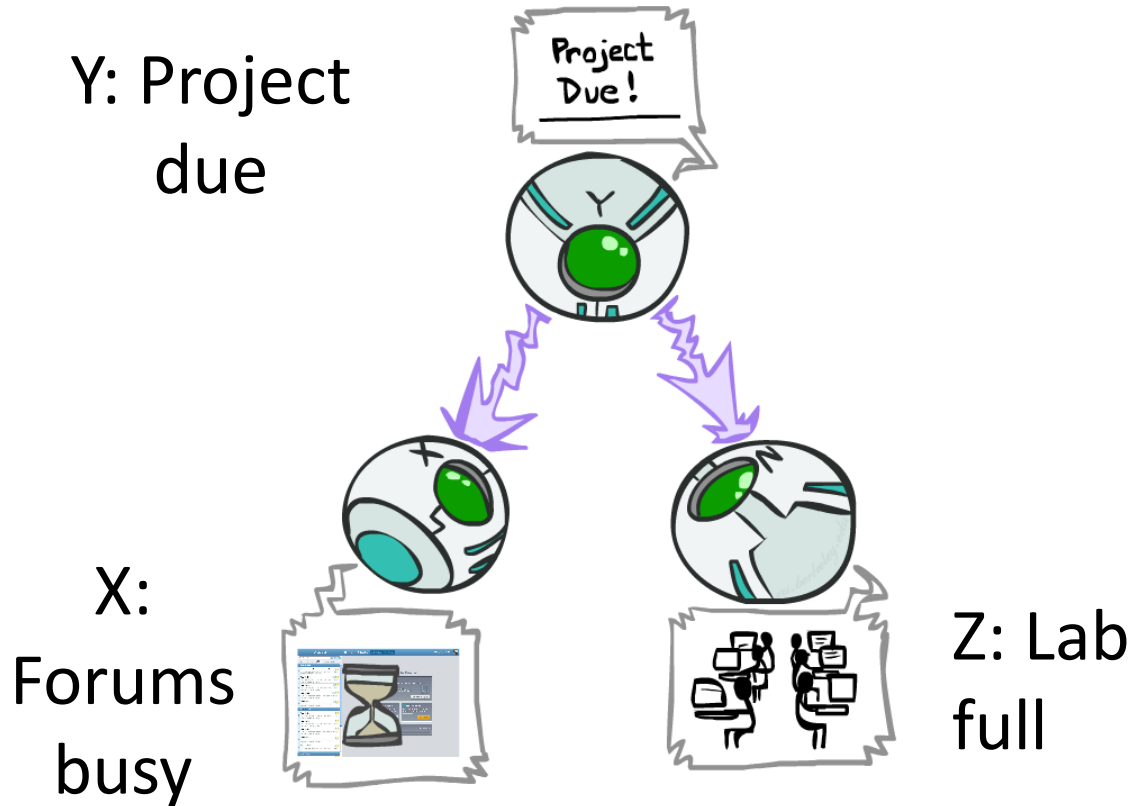 Y: Project
due
Project
Due!
Y
X
Z
X:
Forums
busy
Z: Lab
full